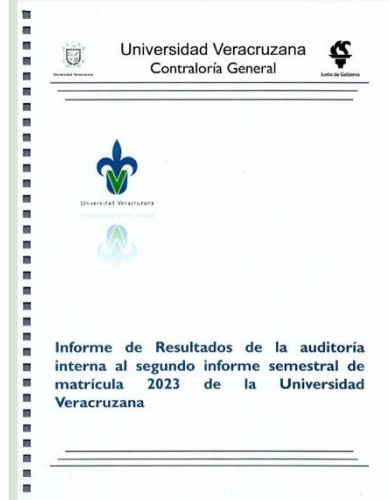 Universidad Veracruzana
Contraloría General
Universidad Veracruzana
Junta de Gobierno
Universidad Veracruzana
Informe de Resultados de la auditoría
interna al segundo informe semestral de
matrícula 2023 de la Universidad
Veracruzana